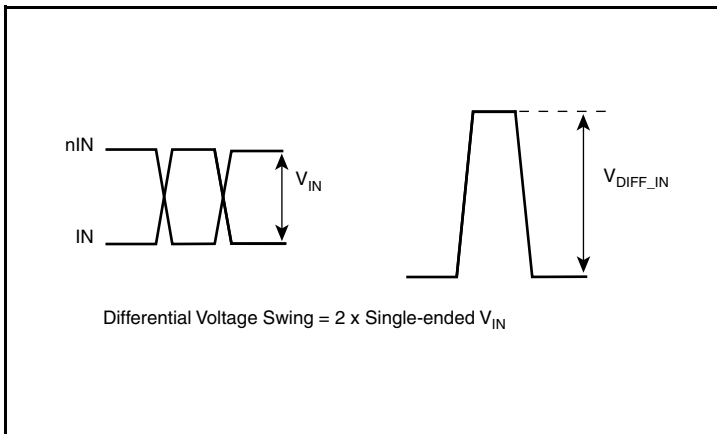 nIN
V_IN
IN
V_DIFF_IN
Differential Voltage Swing = 2 x Single-ended V_IN